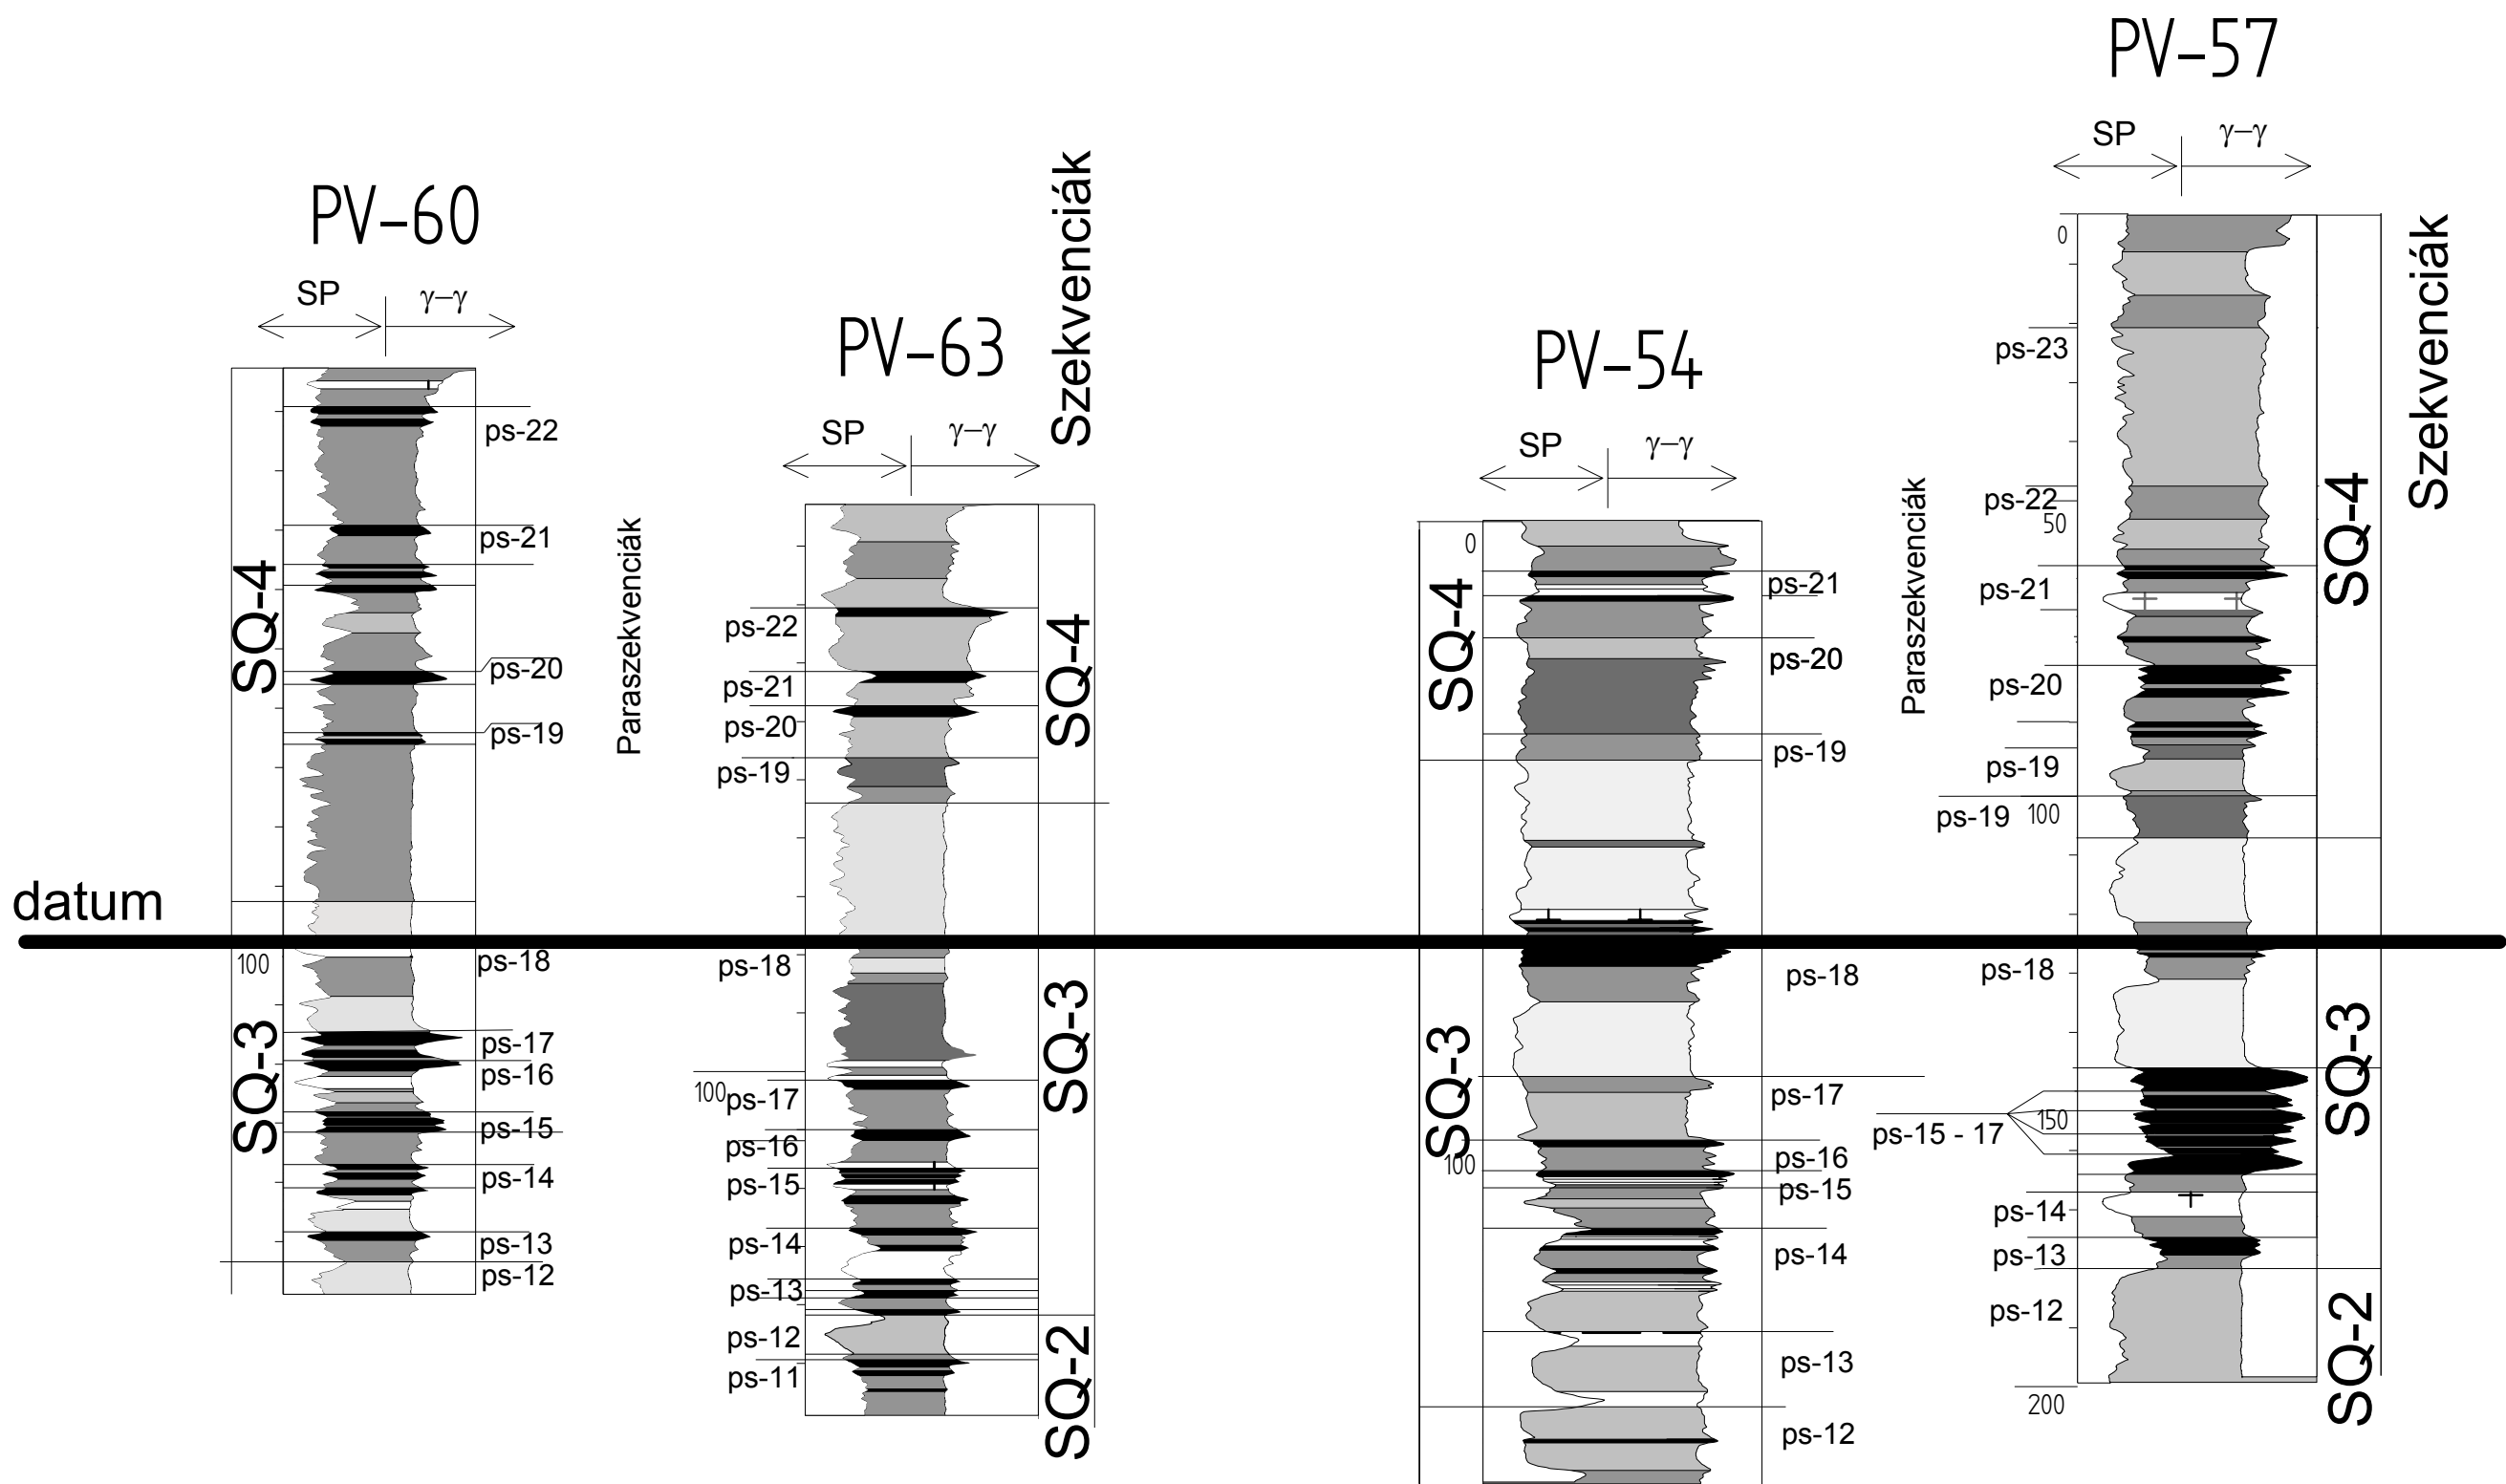 PV-60
SP
γ-γ
ps-22
ps-21
ps-20
ps-19
ps-18
ps-17
ps-16
ps-15
ps-14
ps-13
ps-12
SQ-4
SQ-3
100
datum
Paraszekvenciák
PV-63
SP
γ-γ
ps-22
ps-21
ps-20
ps-19
ps-18
100
ps-17
ps-16
ps-15
ps-14
ps-13
ps-12
ps-11
Szekvenciák
SQ-4
SQ-3
SQ-2
PV-54
SP
γ-γ
0
100
SQ-4
SQ-3
ps-21
ps-20
ps-19
ps-18
ps-17
ps-16
ps-15
ps-14
ps-13
ps-12
Paraszekvenciák
PV-57
SP
γ-γ
0
ps-23
ps-22
50
ps-21
ps-20
ps-19
ps-19
100
ps-18
150
ps-15 - 17
ps-14
ps-13
ps-12
200
SQ-4
SQ-3
SQ-2
Szekvenciák